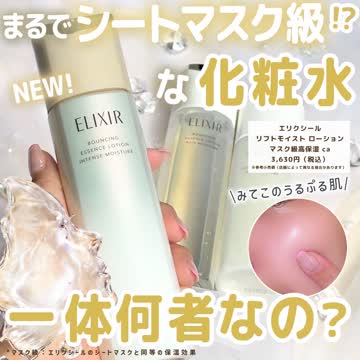 まるでシートマスク級!?
NEW!
な化粧水
ELIXIR
BOUNCING
ESSENCE LOTION
INTENSE MOISTURE
エリクシール
リフトモイスト ローション
マスク級高保湿 ca
3,630円（税込）
\みてこのうるぷる肌/
一体何者なの?
*マスク級：エリクシールのシートマスクと同等の保湿効果